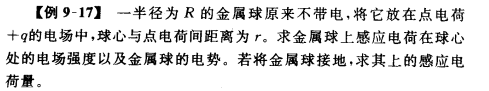 【例 9-17】 一半径为 R 的金属球原来不带电,将它放在点电荷
+q的电场中,球心与点电荷间距离为 r。求金属球上感应电荷在球心
处的电场强度以及金属球的电势。若将金属球接地,求其上的感应电
荷量。